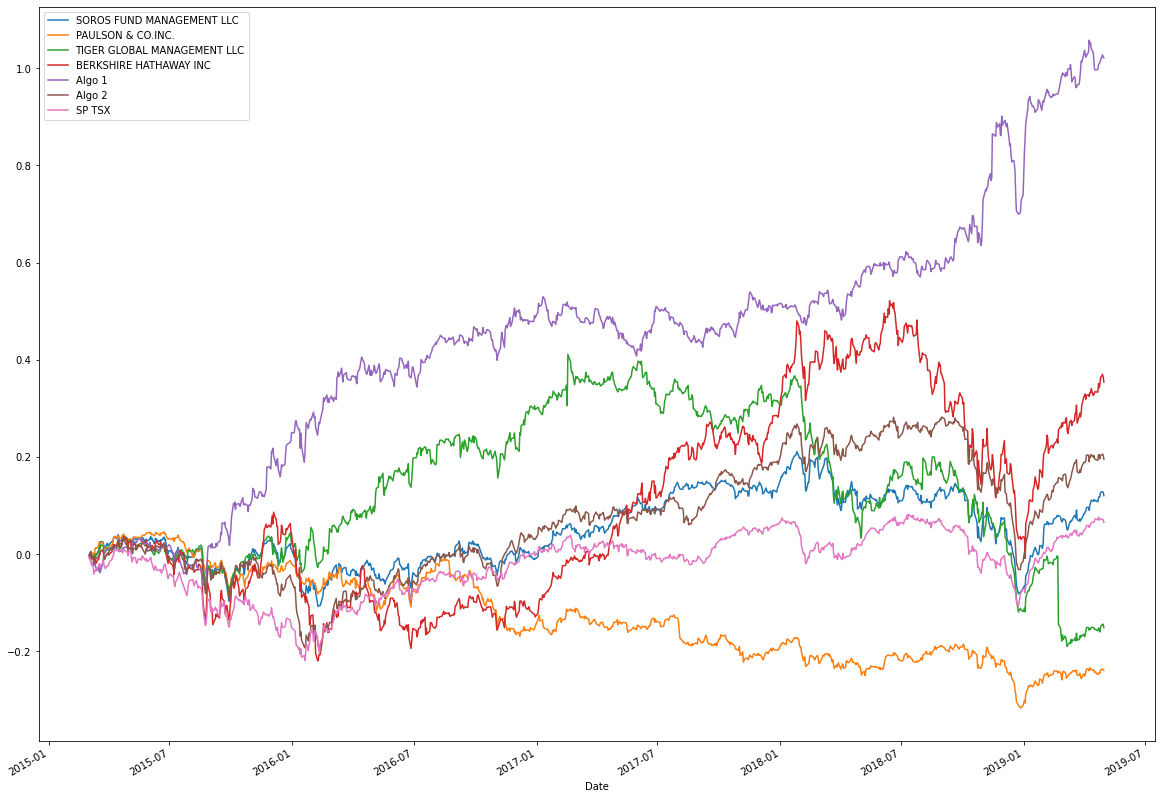 SOROS FUND MANAGEMENT LLC
PAULSON & CO.INC.
TIGER GLOBAL MANAGEMENT LLC
BERKSHIRE HATHAWAY INC
Algo 1
Algo 2
SP TSX
1.0
0.8
0.6
0.4
0.2
0.0
−0.2
2015-01
2015-07
2016-01
2016-07
2017-01
2017-07
2018-01
2018-07
2019-01
2019-07
Date